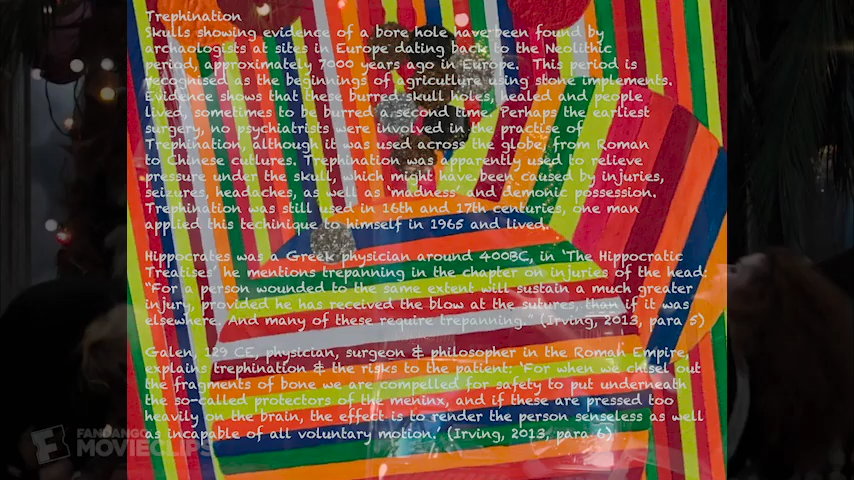 Trephination
Skulls showing evidence of a bore hole have been found by
archaologists at sites in Europe dating back to the Neolithic
period, approximately 7000 years ago in Europe. This period is
recognised as the beginnings of agricutlure using stone implements.
Evidence shows that these burred skull holes, healed and people
lived, sometimes to be burred a second time. Perhaps the earliest
surgery, no psychiatrists were involved in the practise of
Trephination, although it was used across the globe, from Roman
to Chinese cutlures. Trephination was apparently used to relieve
pressure under the skull, which might have been caused by injuries,
seizures, headaches, as well as 'madness' and demonic possession.
Trephination was still used in 16th and 17th centuries, one man
applied this techinique to himself in 1965 and lived.
Hippocrates was a Greek physician around 400BC, in 'The Hippocratic
Treatises' he mentions trepanning in the chapter on injuries of the head:
"For a person wounded to the same extent will sustain a much greater
injury, provided he has received the blow at the sutures, than if it was
elsewhere. And many of these require trepanning." (Irving, 2013, para 5)
Galen, 129 CE, physician, surgeon & philosopher in the Roman Empire,
explains trephination & the risks to the patient: 'For when we chisel out
the fragments of bone we are compelled for safety to put underneath
the so-called protectors of the meninx, and if these are pressed too
heavily on the brain, the effect is to render the person senseless as well
as incapable of all voluntary motion. (Irving, 2013, para 6)
FANDANGO
MOVIECLIPS